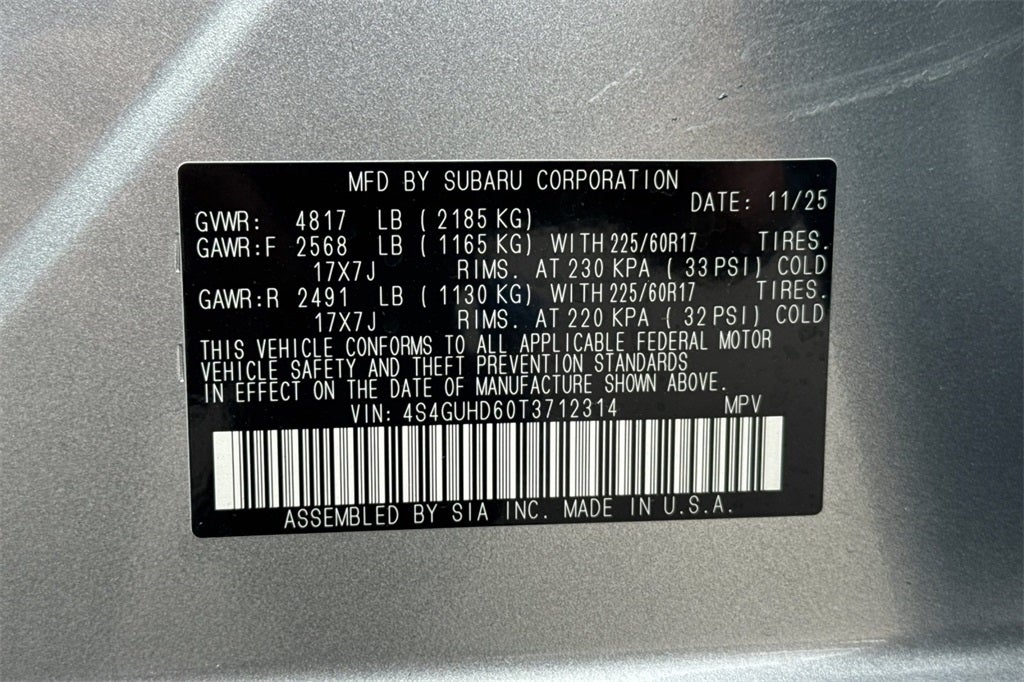 MFD BY SUBARU CORPORATION
DATE: 11/25
GVWR: 4817 LB ( 2185 KG)
GAWR:F 2568 LB ( 1165 KG) WITH 225/60R17 TIRES.
17X7J RIMS. AT 230 KPA ( 33 PSI) COLD
GAWR:R 2491 LB ( 1130 KG) WITH 225/60R17 TIRES.
17X7J RIMS. AT 220 KPA ( 32 PSI) COLD
THIS VEHICLE CONFORMS TO ALL APPLICABLE FEDERAL MOTOR
VEHICLE SAFETY AND THEFT PREVENTION STANDARDS
IN EFFECT ON THE DATE OF MANUFACTURE SHOWN ABOVE.
VIN: 4S4GUHD60T3712314 MPV
ASSEMBLED BY SIA INC. MADE IN U.S.A.